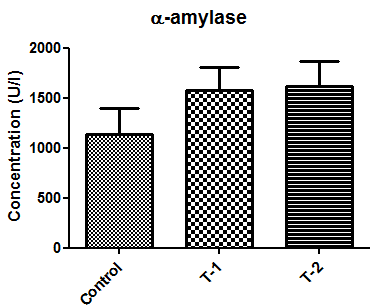 α-amylase
Concentration (U/l)
2000
1500
1000
500
0
Control
T-1
T-2